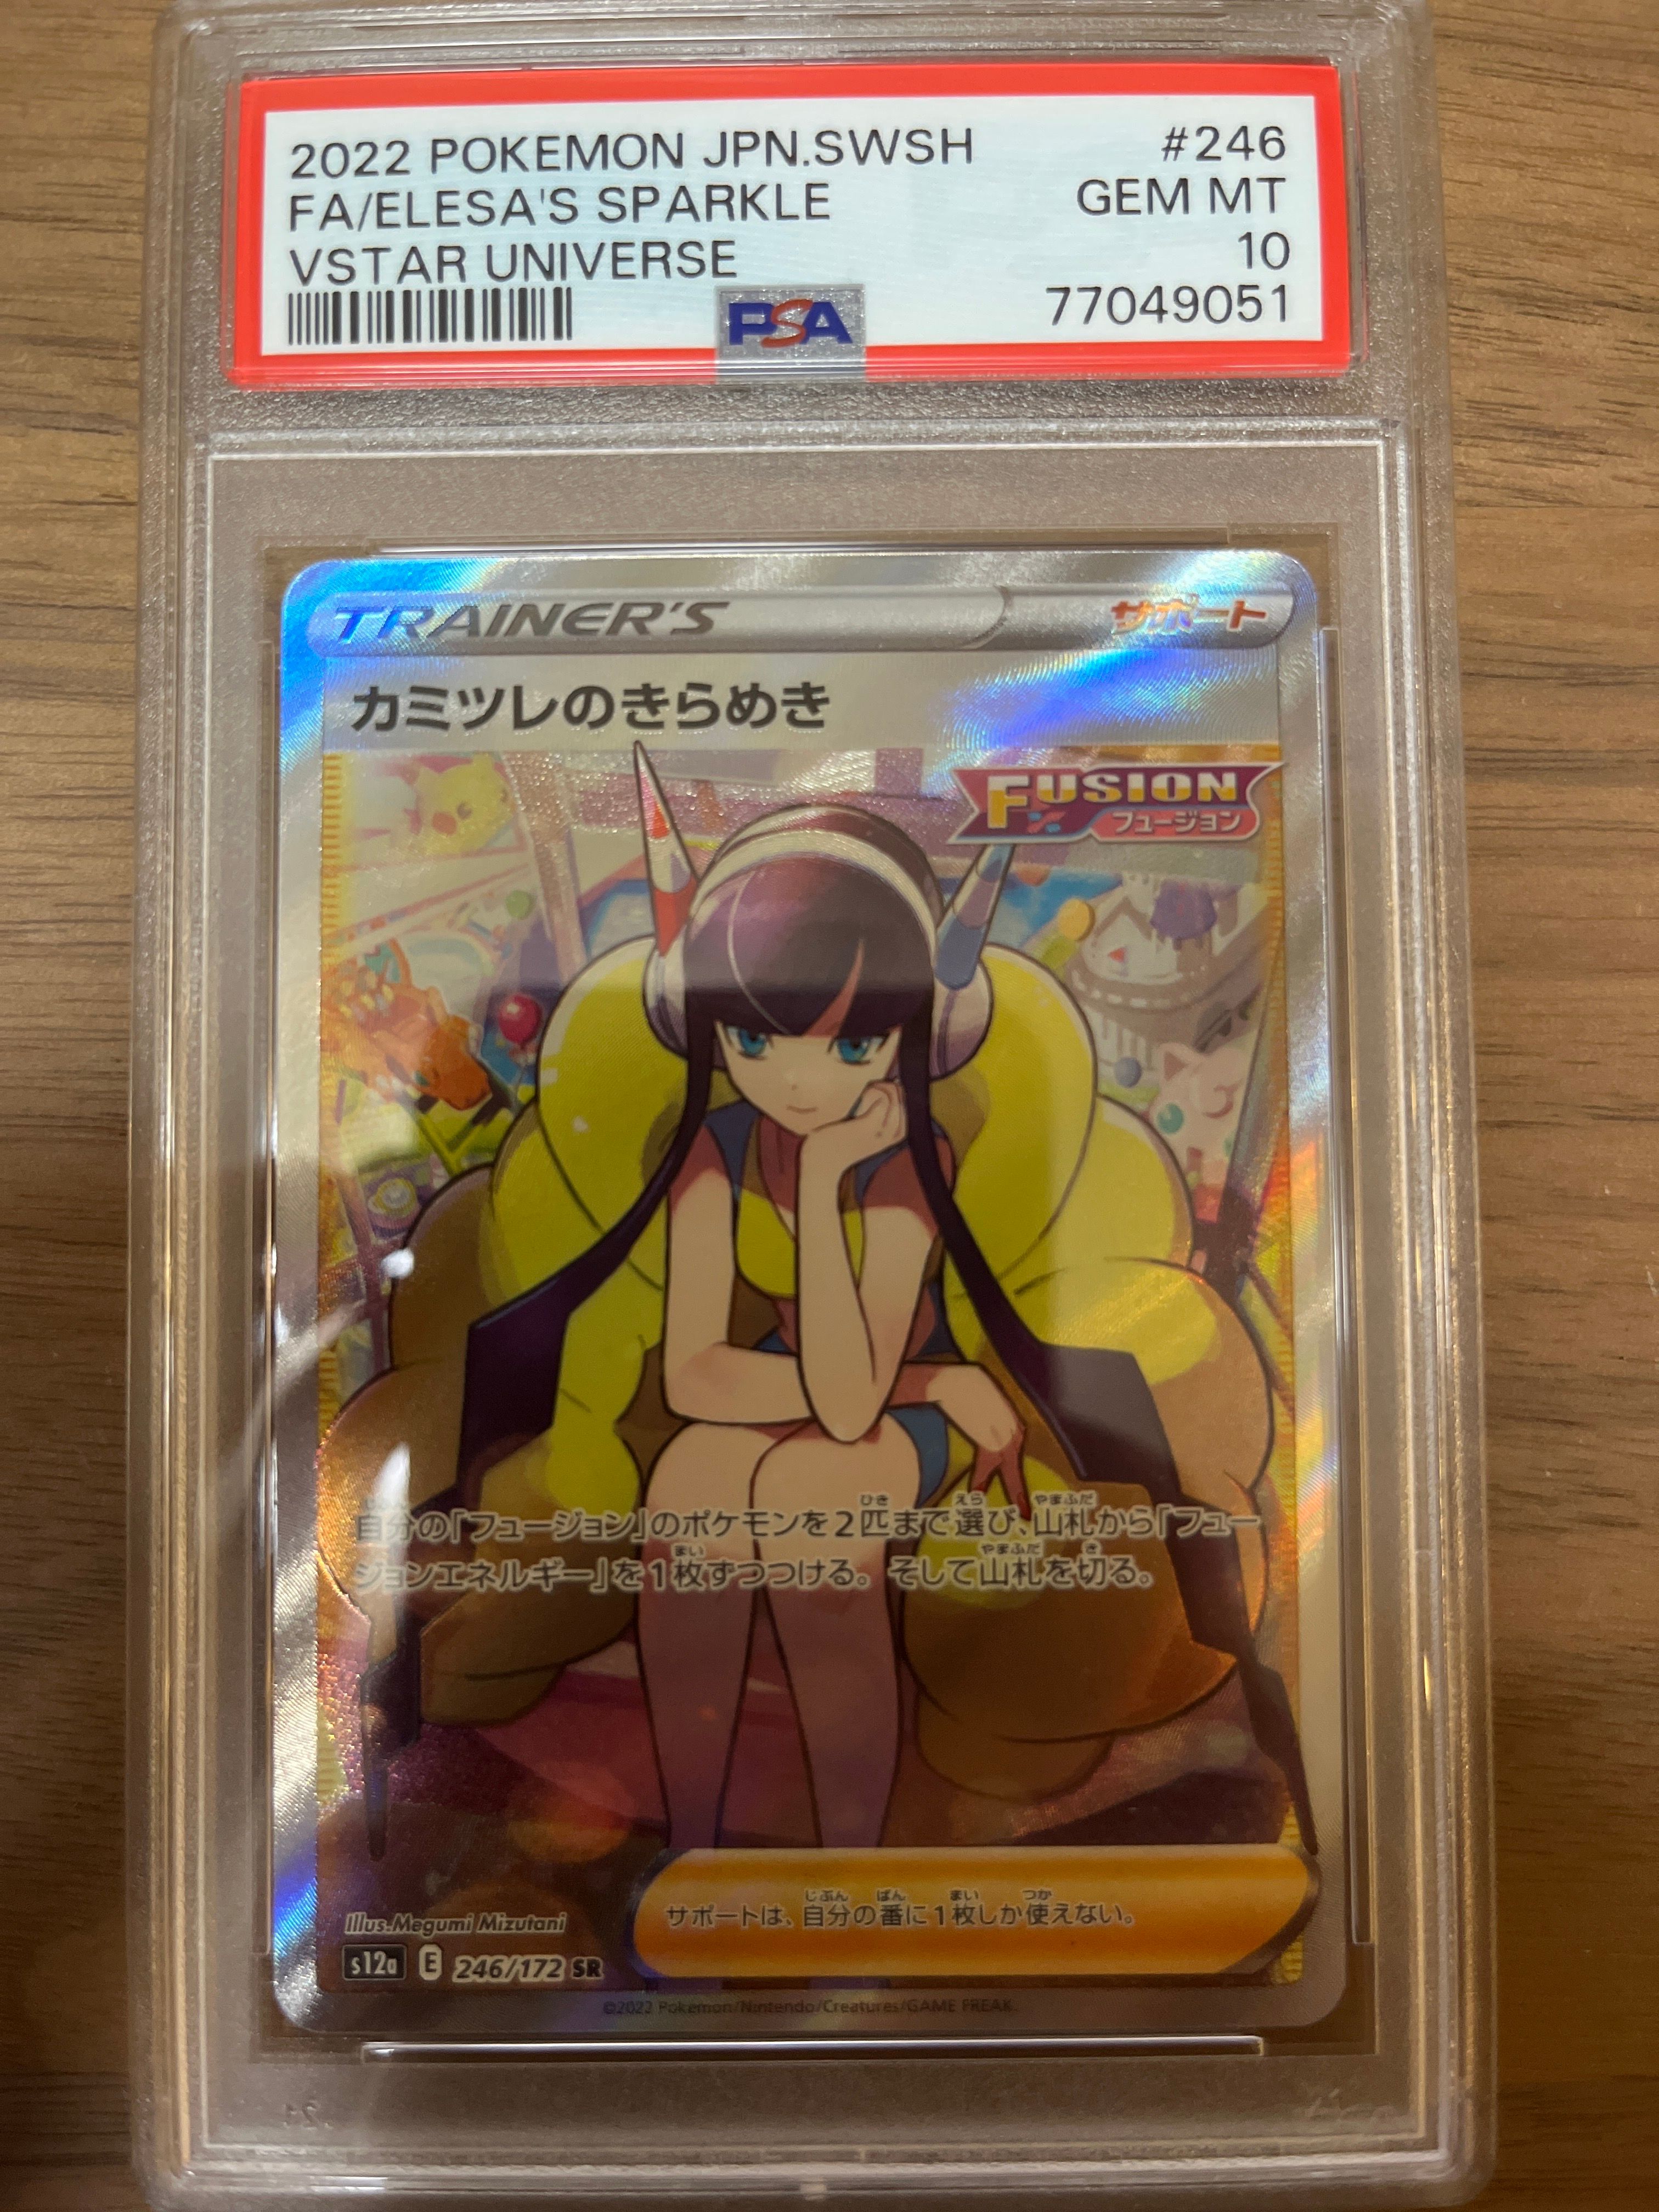 2022 POKEMON JPN.SWSH #246
FA/ELESA'S SPARKLE GEM MT
VSTAR UNIVERSE 10
PSA 77049051
TRAINER'S サポート
カミツレのきらめき
FUSION
フュージョン
自分の「フュージョン」のポケモンを2匹まで選び、山札から「フュー
ジョンエネルギー」を1枚ずつつける。そして山札を切る。
サポートは、自分の番に1枚しか使えない。
Illus.Megumi Mizutani
s12a E 246/172 SR
©2022 Pokémon/Nintendo/Creatures/GAME FREAK.